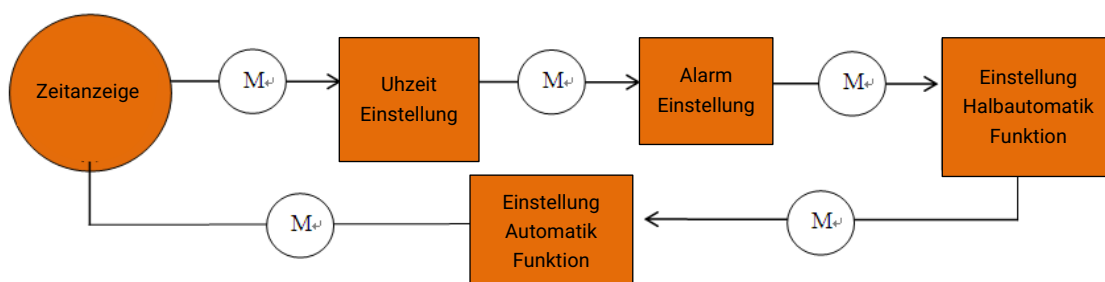 Zeitanzeige
M
Uhzeit
Einstellung
M
Alarm
Einstellung
M
Einstellung
Halbautomatik
Funktion
M
Einstellung
Automatik
Funktion
M